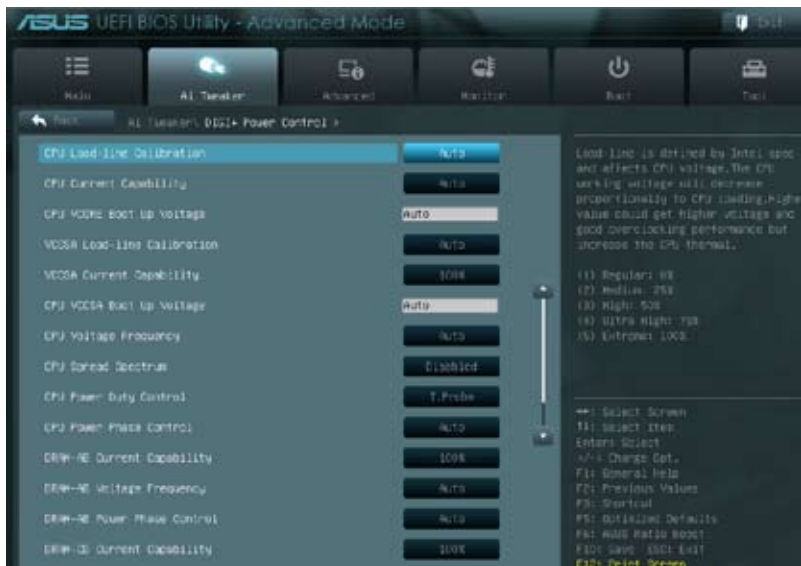 ASUS UEFI BIOS Utility - Advanced Mode
Exit
Main
Ai Tweaker
Advanced
Monitor
Boot
Tool
Back
Ai Tweaker\ DIGI+ Power Control >
CPU Load-line Calibration
Auto
CPU Current Capability
Auto
CPU VCORE Boot Up Voltage
Auto
VCCSA Load-line Calibration
Auto
VCCSA Current Capability
100%
CPU VCCSA Boot Up Voltage
Auto
CPU Voltage Frequency
Auto
CPU Spread Spectrum
Disabled
CPU Power Duty Control
T.Probe
CPU Power Phase Control
Auto
DRAM-AB Current Capability
100%
DRAM-AB Voltage Frequency
Auto
DRAM-AB Power Phase Control
Auto
DRAM-CD Current Capability
100%
Load-line is defined by Intel spec
and affects CPU voltage.The CPU
working voltage will decrease
proportionally to CPU loading.Highe
value could get higher voltage and
good overclocking performance but
increase the CPU thermal.
(1) Regular: 0%
(2) Medium: 25%
(3) High: 50%
(4) Ultra High: 75%
(5) Extreme: 100%
→←: Select Screen
↑↓: Select Item
Enter: Select
+/-: Change Opt.
F1: General Help
F2: Previous Values
F3: Shortcut
F5: Optimized Defaults
F6: ASUS Ratio Boost
F10: Save ESC: Exit
F12: Print Screen